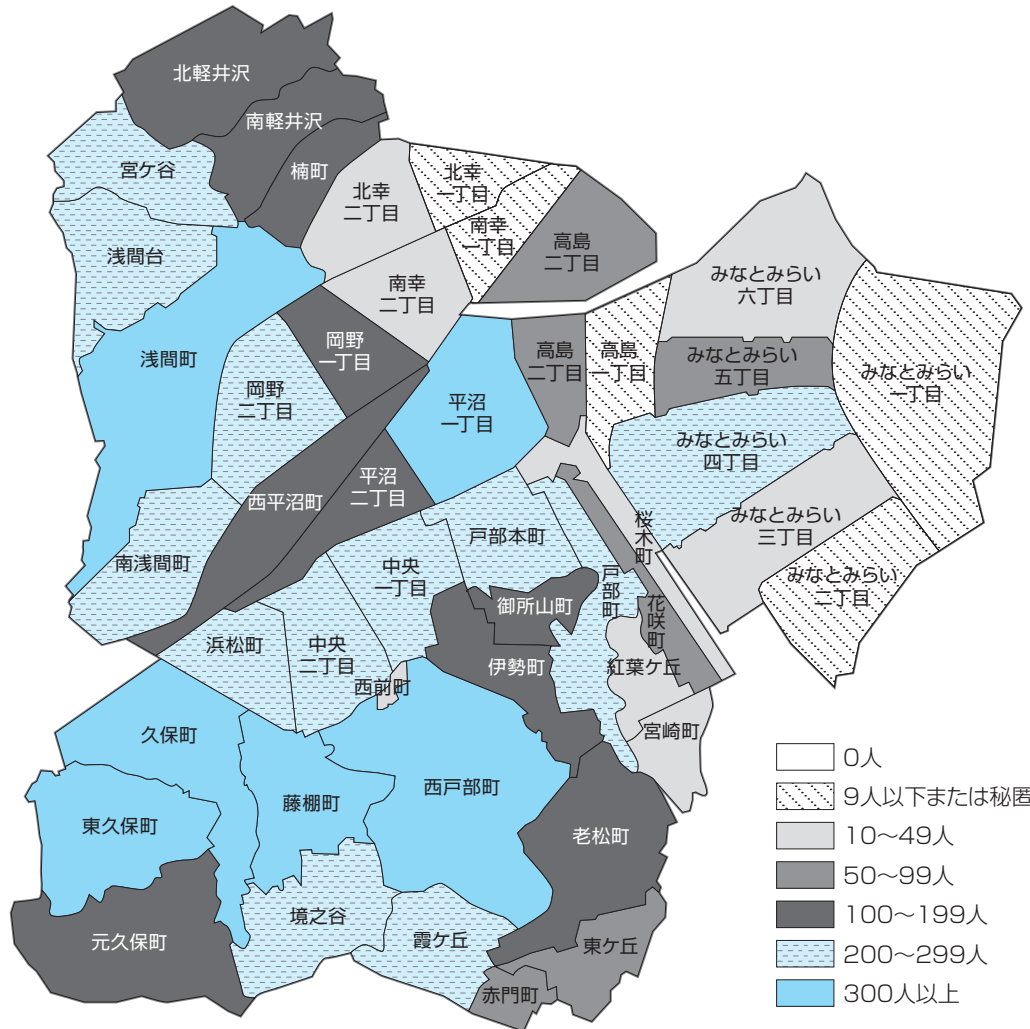 北軽井沢
南軽井沢
楠町
宮ケ谷
北幸
二丁目
北幸
一丁目
南幸
一丁目
高島
二丁目
浅間台
南幸
二丁目
みなとみらい
六丁目
浅間町
岡野
一丁目
岡野
二丁目
平沼
一丁目
高島
二丁目
高島
一丁目
みなとみらい
五丁目
みなとみらい
一丁目
みなとみらい
四丁目
西平沼町
平沼
二丁目
戸部本町
桜木町
みなとみらい
三丁目
南浅間町
中央
一丁目
戸部町
花咲町
みなとみらい
二丁目
御所山町
浜松町
中央
二丁目
西前町
伊勢町
紅葉ケ丘
宮崎町
久保町
東久保町
藤棚町
西戸部町
老松町
元久保町
境之谷
霞ケ丘
東ケ丘
赤門町
0人
9人以下または秘匿
10〜49人
50〜99人
100〜199人
200〜299人
300人以上